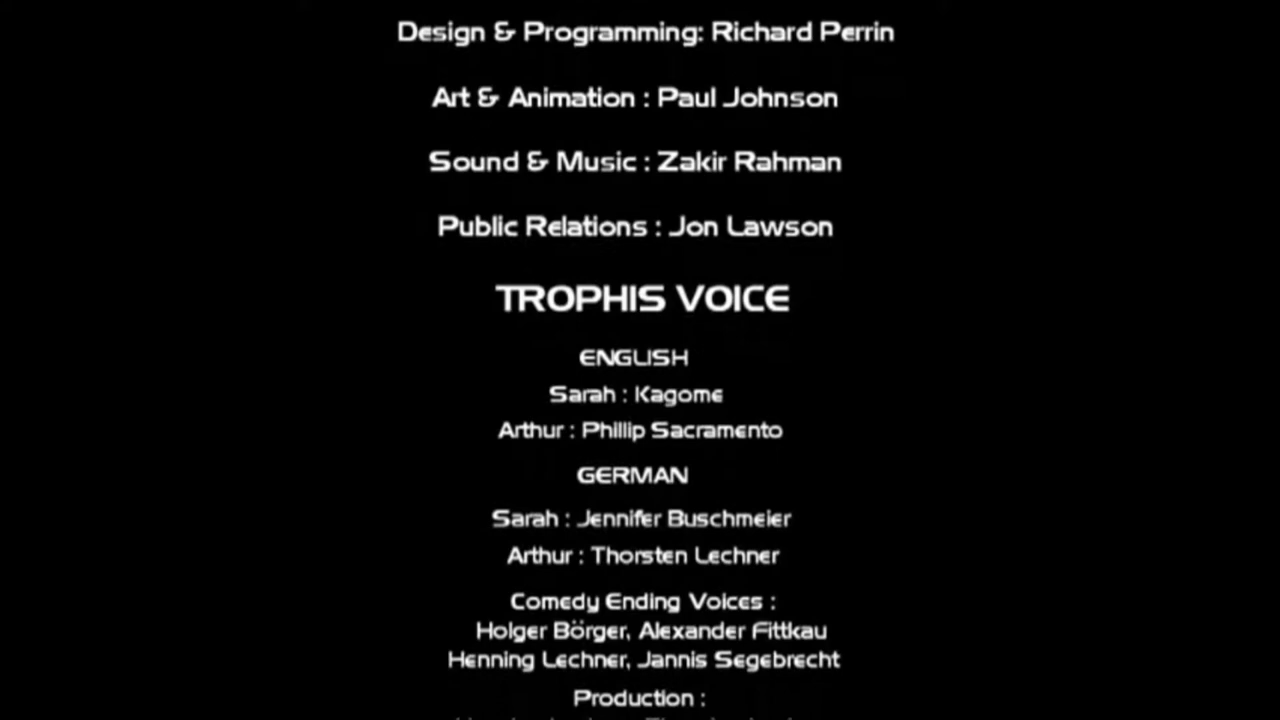 Design & Programming: Richard Perrin
Art & Animation : Paul Johnson
Sound & Music : Zakir Rahman
Public Relations : Jon Lawson
TROPHIS VOICE
ENGLISH
Sarah : Kagome
Arthur : Phillip Sacramento
GERMAN
Sarah : Jennifer Buschmeier
Arthur : Thorsten Lechner
Comedy Ending Voices :
Holger Börger, Alexander Fittkau
Henning Lechner, Jannis Segebrecht
Production :